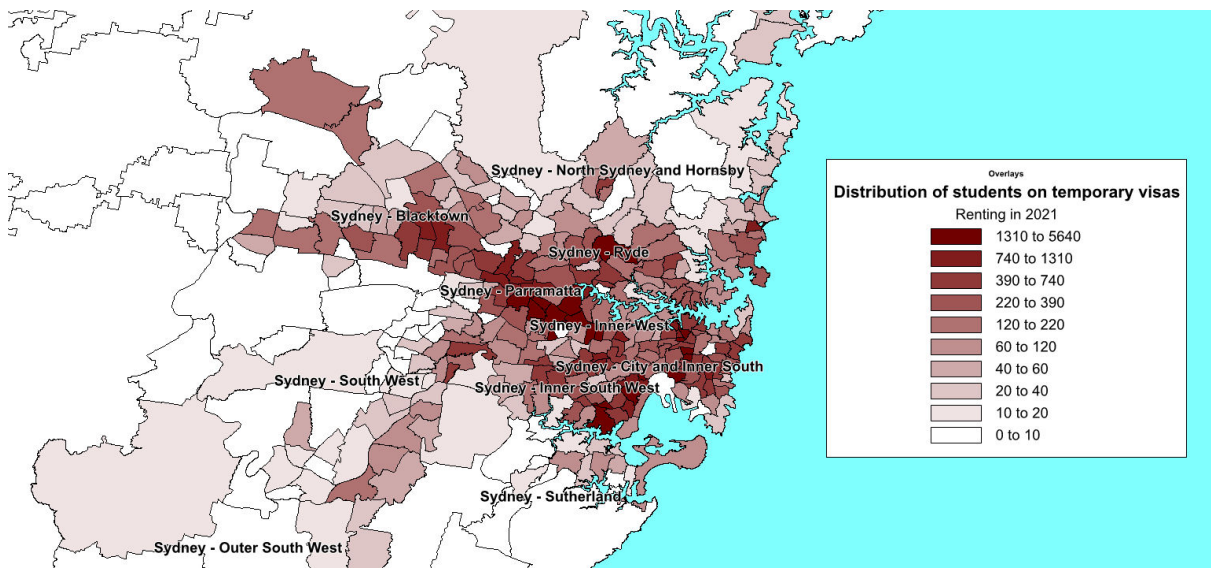 Sydney - North Sydney and Hornsby
Sydney - Blacktown
Sydney - Ryde
Sydney - Parramatta
Sydney - Inner West
Sydney - City and Inner South
Sydney - South West
Sydney - Inner South West
Sydney - Sutherland
Sydney - Outer South West
Overlays
Distribution of students on temporary visas
Renting in 2021
1310 to 5640
740 to 1310
390 to 740
220 to 390
120 to 220
60 to 120
40 to 60
20 to 40
10 to 20
0 to 10